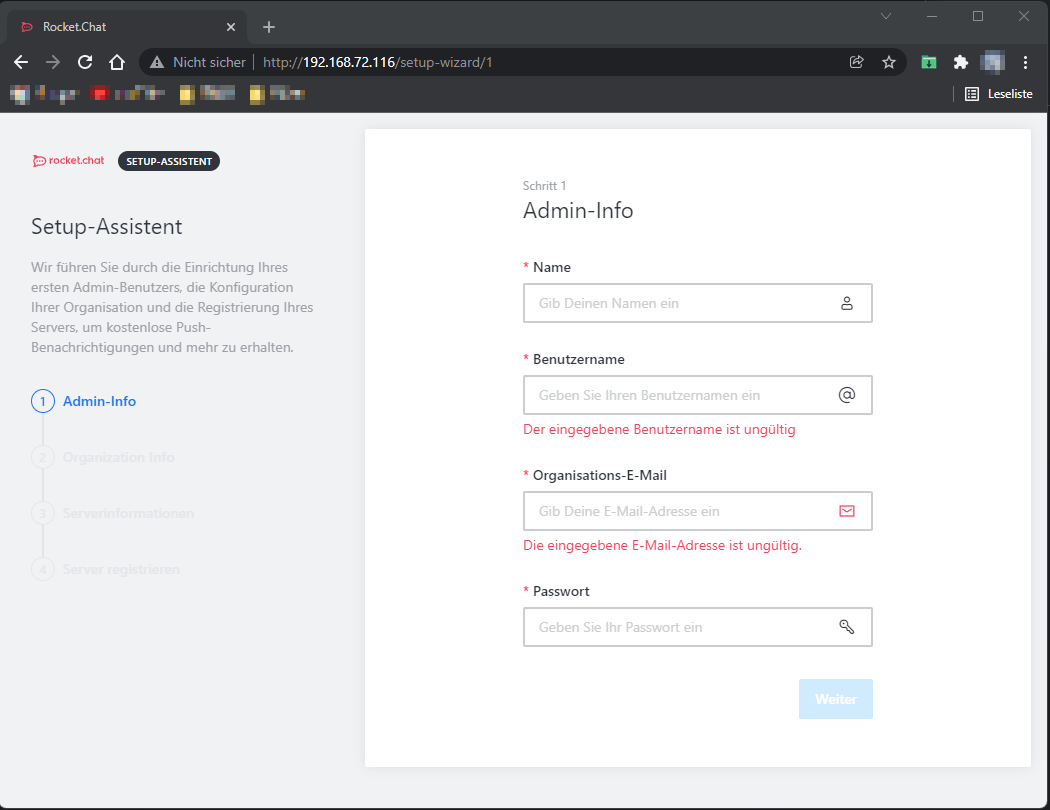 Rocket.Chat
Nicht sicher
http://192.168.72.116/setup-wizard/1
Leseliste
rocket.chat
SETUP-ASSISTENT
Setup-Assistent
Wir führen Sie durch die Einrichtung Ihres
ersten Admin-Benutzers, die Konfiguration
Ihrer Organisation und die Registrierung Ihres
Servers, um kostenlose Push-
Benachrichtigungen und mehr zu erhalten.
1 Admin-Info
2 Organization Info
3 Serverinformationen
4 Server registrieren
Schritt 1
Admin-Info
* Name
Gib Deinen Namen ein
* Benutzername
Geben Sie Ihren Benutzernamen ein
Der eingegebene Benutzername ist ungültig
* Organisations-E-Mail
Gib Deine E-Mail-Adresse ein
Die eingegebene E-Mail-Adresse ist ungültig.
* Passwort
Geben Sie Ihr Passwort ein
Weiter